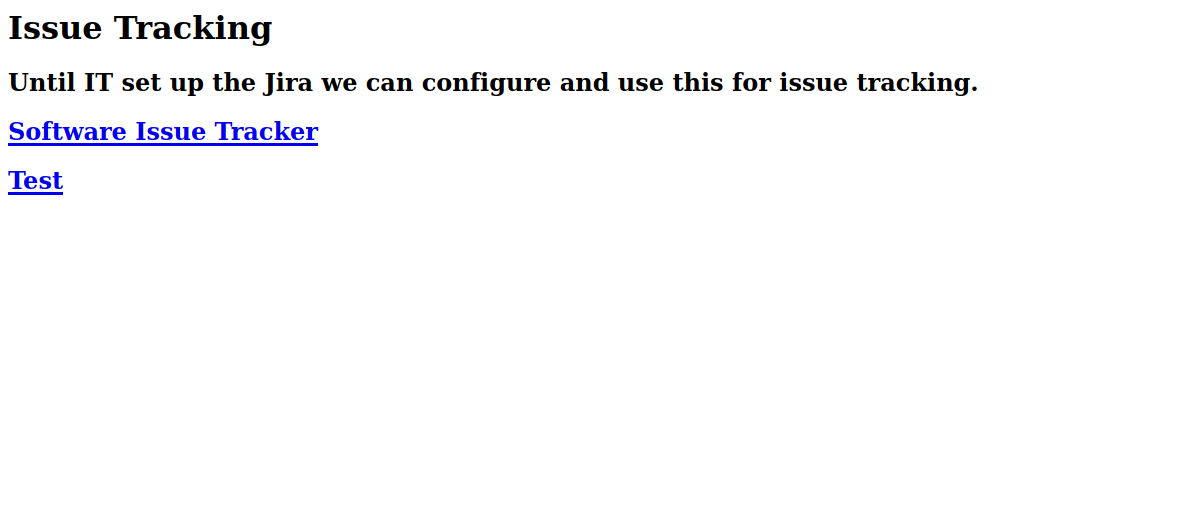 Issue Tracking
Until IT set up the Jira we can configure and use this for issue tracking.
Software Issue Tracker
Test